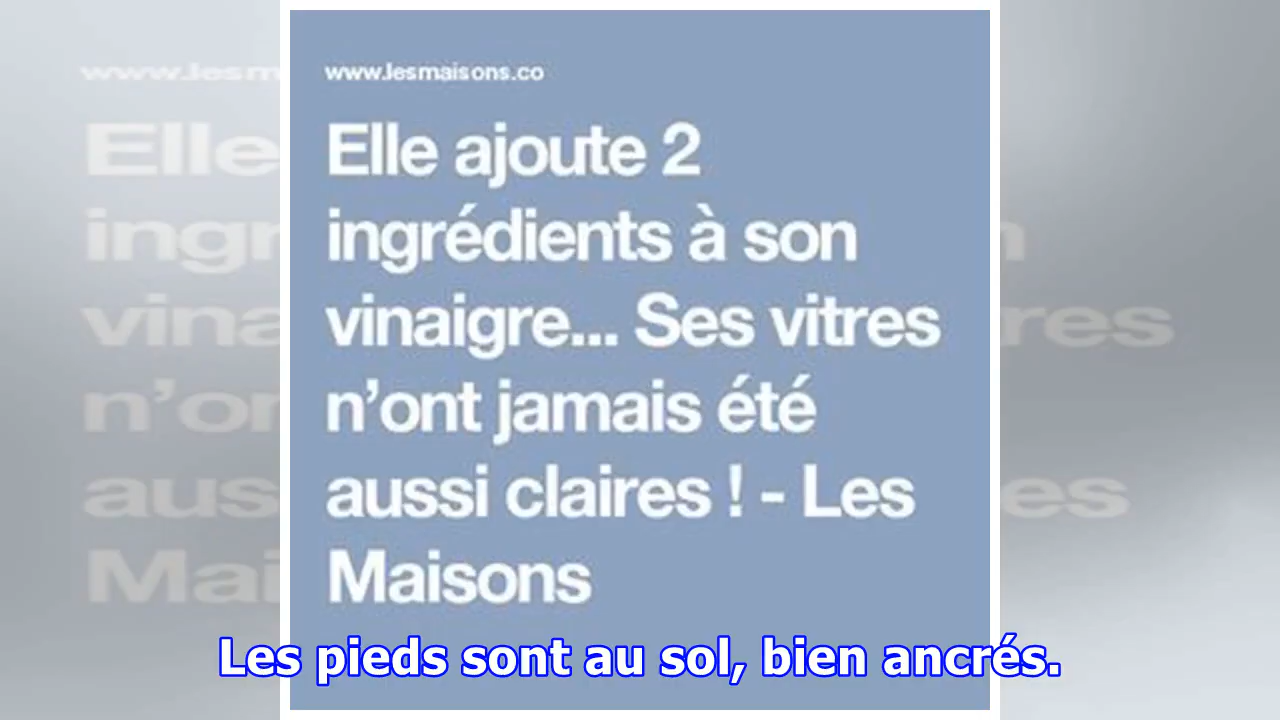 www.lesmaisons.co
Elle ajoute 2
ingrédients à son
vinaigre... Ses vitres
n’ont jamais été
aussi claires ! - Les
Maisons
Les pieds sont au sol, bien ancrés.